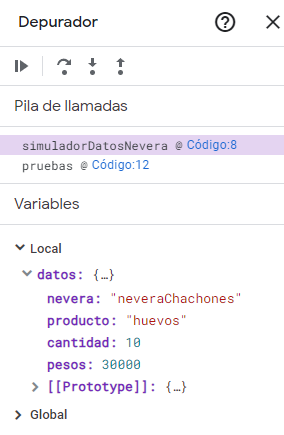 Depurador
Pila de llamadas
simuladorDatosNevera @ Código:8
pruebas @ Código:12
Variables
Local
datos: {…}
nevera: "neveraChachones"
producto: "huevos"
cantidad: 10
pesos: 30000
[[Prototype]]: {…}
Global